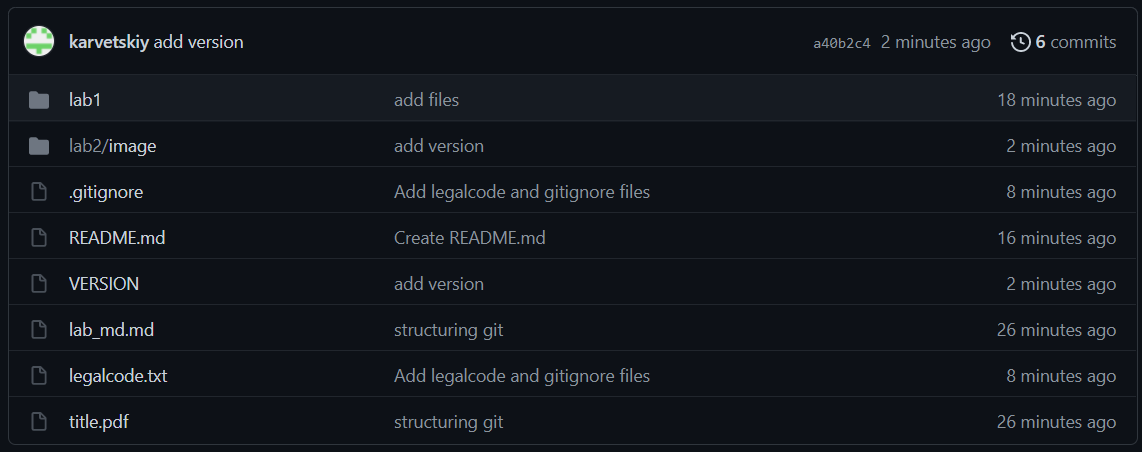 karvetskiy add version a40b2c4 2 minutes ago 6 commits
lab1 add files 18 minutes ago
lab2/image add version 2 minutes ago
.gitignore Add legalcode and gitignore files 8 minutes ago
README.md Create README.md 16 minutes ago
VERSION add version 2 minutes ago
lab_md.md structuring git 26 minutes ago
legalcode.txt Add legalcode and gitignore files 8 minutes ago
title.pdf structuring git 26 minutes ago